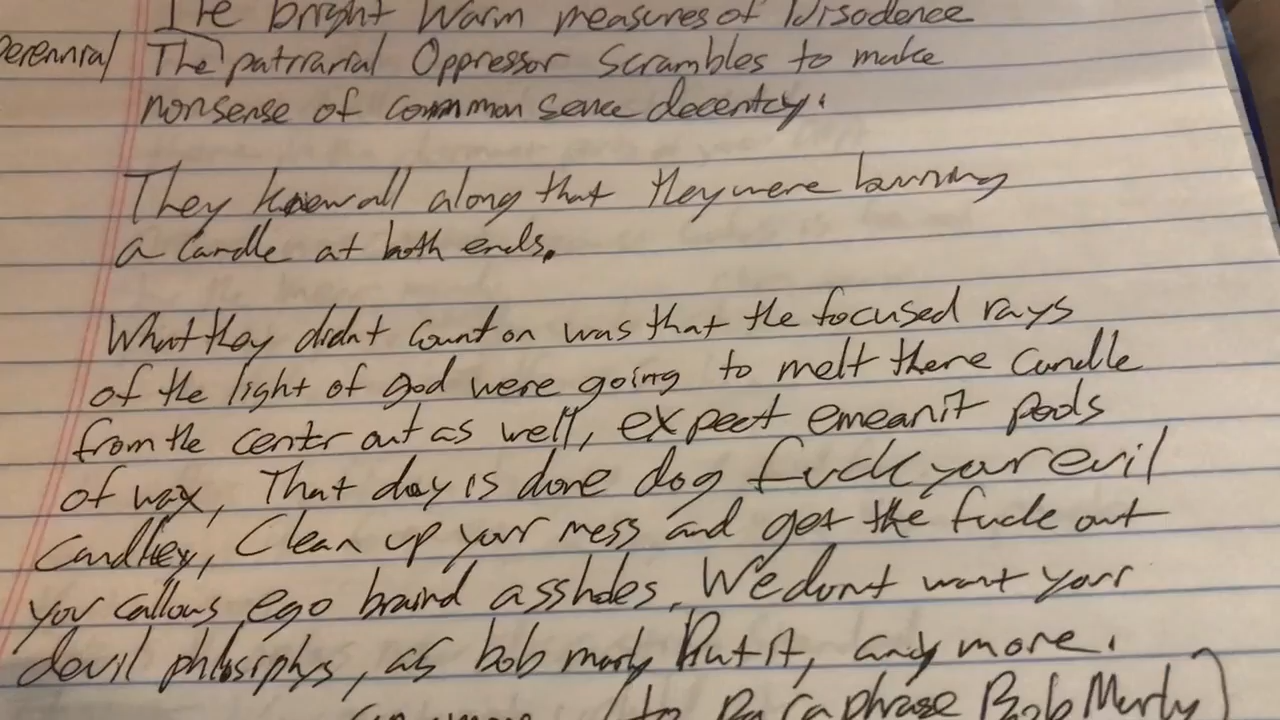 The bright Warm measures of Disodence
Perennial The patriarial Oppressor Scrambles to make
nonsense of common sence decentcy.
They knew all along that they were burning
a Candle at both ends.
What they didnt Count on was that the focused rays
of the light of god were going to melt there Candle
from the center out as well, expect emeanit pools
of wax, That day is done dog fuck your evil
Candley, Clean up your mess and get the fuck out
you callous ego braind assholes. We dont want your
devil philosiphys, as bob marly Put it, any more.
(to Paraphrase Bob Marly)